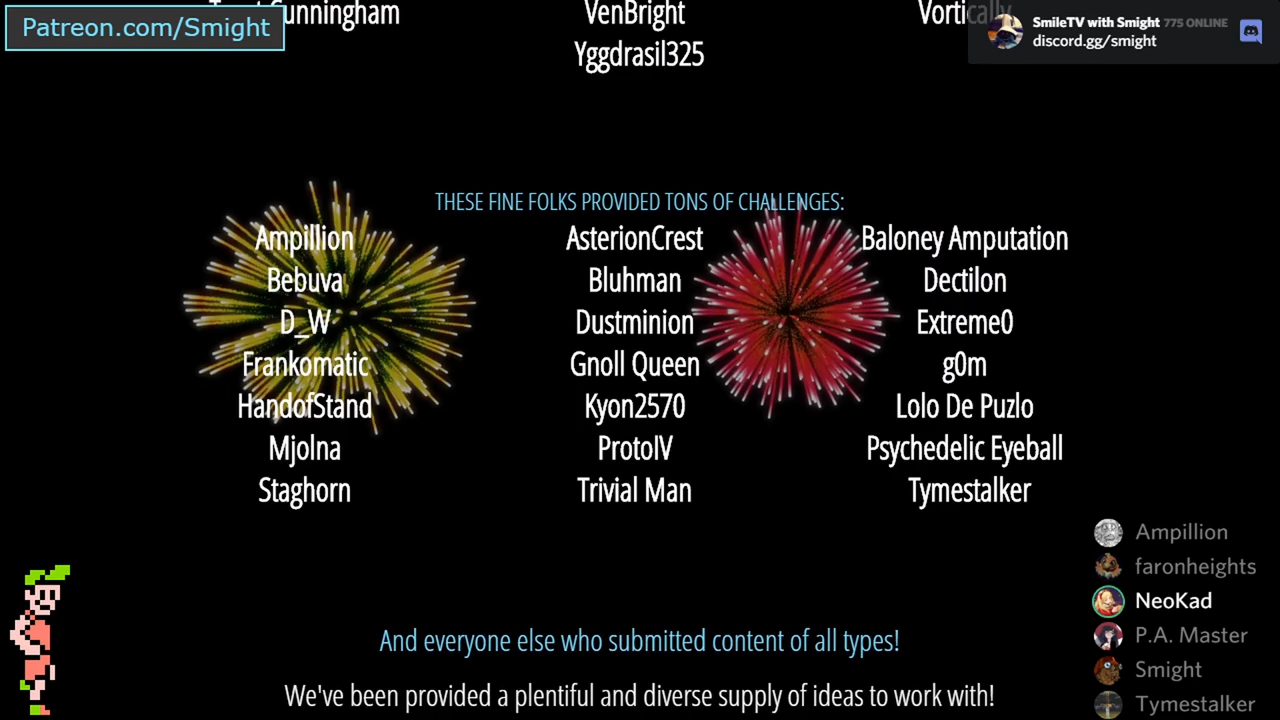 Cunningham VenBright Vortically
Patreon.com/Smight
SmileTV with Smight 775 ONLINE
discord.gg/smight
Yggdrasil325
THESE FINE FOLKS PROVIDED TONS OF CHALLENGES:
Ampillion AsterionCrest Baloney Amputation
Bebuva Bluhman Dectilon
D_W Dustminion Extreme0
Frankomatic Gnoll Queen g0m
HandofStand Kyon2570 Lolo De Puzlo
Mjolna ProtoIV Psychedelic Eyeball
Staghorn Trivial Man Tymestalker
Ampillion
faronheights
NeoKad
P.A. Master
Smight
Tymestalker
And everyone else who submitted content of all types!
We've been provided a plentiful and diverse supply of ideas to work with!